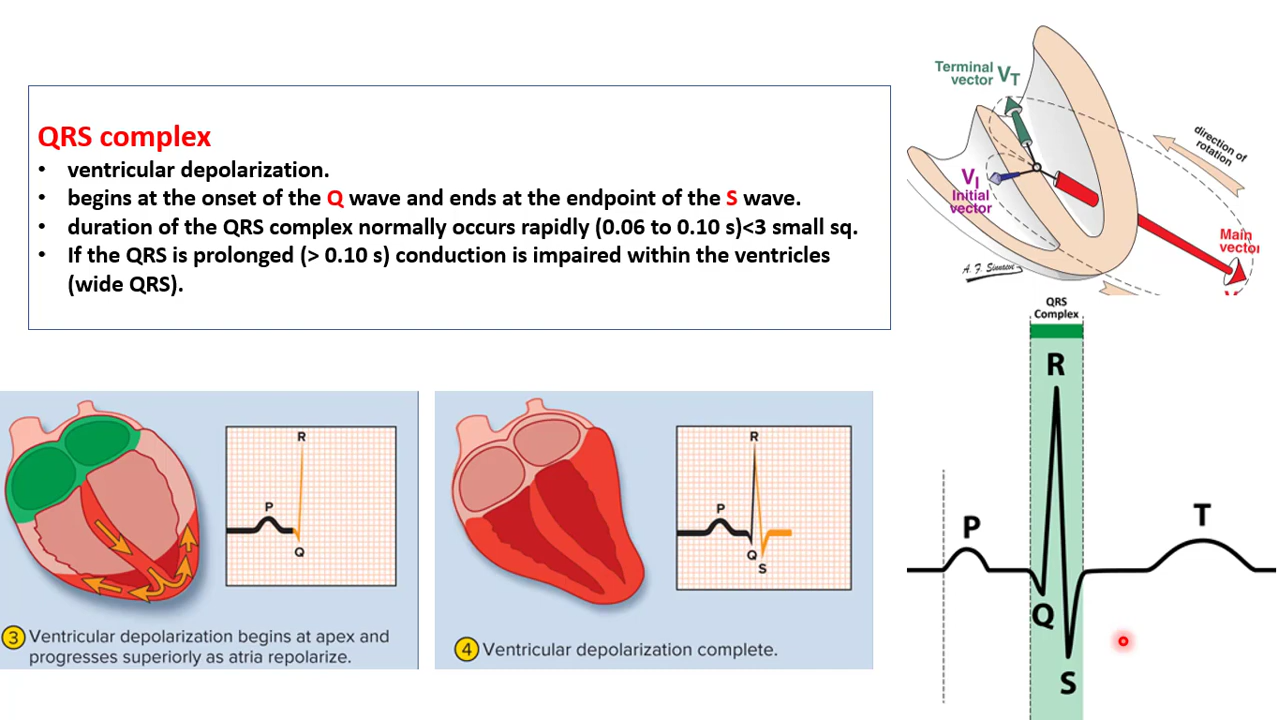 QRS complex
• ventricular depolarization.
• begins at the onset of the Q wave and ends at the endpoint of the S wave.
• duration of the QRS complex normally occurs rapidly (0.06 to 0.10 s)<3 small sq.
• If the QRS is prolonged (> 0.10 s) conduction is impaired within the ventricles
(wide QRS).
Terminal
vector VT
VI
Initial
vector
direction of
rotation
Main
vector
QRS
Complex
R
P
T
Q
S
R
P
Q
3 Ventricular depolarization begins at apex and
progresses superiorly as atria repolarize.
R
P
Q
S
4 Ventricular depolarization complete.